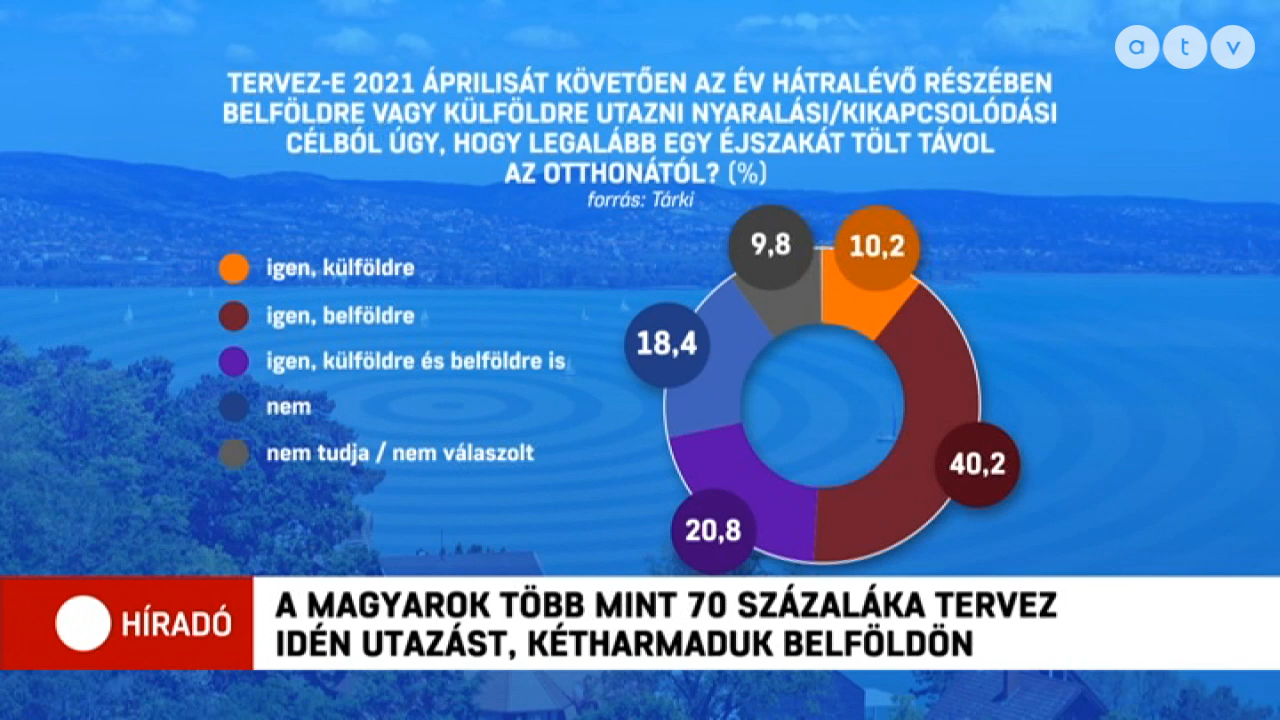 a t v
TERVEZ-E 2021 ÁPRILISÁT KÖVETŐEN AZ ÉV HÁTRALÉVŐ RÉSZÉBEN
BELFÖLDRE VAGY KÜLFÖLDRE UTAZNI NYARALÁSI/KIKAPCSOLÓDÁSI
CÉLBÓL ÚGY, HOGY LEGALÁBB EGY ÉJSZAKÁT TÖLT TÁVOL
AZ OTTHONÁTÓL? (%)
forrás: Tárki
igen, külföldre
igen, belföldre
igen, külföldre és belföldre is
nem
nem tudja / nem válaszolt
9,8
10,2
18,4
40,2
20,8
HÍRADÓ
A MAGYAROK TÖBB MINT 70 SZÁZALÁKA TERVEZ
IDÉN UTAZÁST, KÉTHARMADUK BELFÖLDÖN